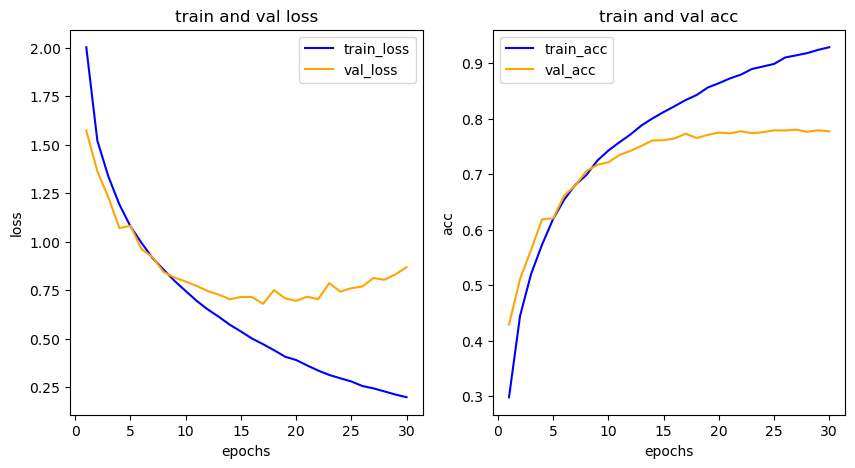 train and val loss
train_loss
val_loss
2.00
1.75
1.50
1.25
1.00
0.75
0.50
0.25
loss
0 5 10 15 20 25 30
epochs
train and val acc
train_acc
val_acc
0.9
0.8
0.7
0.6
0.5
0.4
0.3
acc
0 5 10 15 20 25 30
epochs